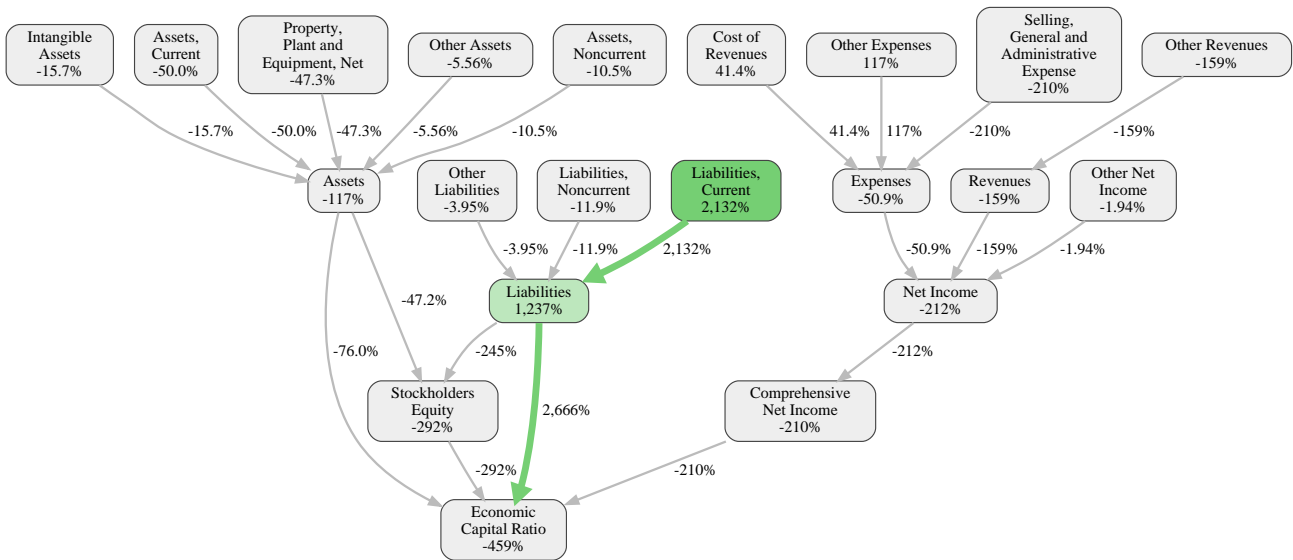 Intangible
Assets
-15.7%
Assets,
Current
-50.0%
Property,
Plant and
Equipment, Net
-47.3%
Other Assets
-5.56%
Assets,
Noncurrent
-10.5%
Cost of
Revenues
41.4%
Other Expenses
117%
Selling,
General and
Administrative
Expense
-210%
Other Revenues
-159%
-15.7%
-50.0%
-47.3%
-5.56%
-10.5%
41.4%
117%
-210%
-159%
Assets
-117%
Other
Liabilities
-3.95%
Liabilities,
Noncurrent
-11.9%
Liabilities,
Current
2,132%
Expenses
-50.9%
Revenues
-159%
Other Net
Income
-1.94%
-3.95%
-11.9%
2,132%
-50.9%
-159%
-1.94%
Liabilities
1,237%
Net Income
-212%
-47.2%
-76.0%
-245%
-212%
Stockholders
Equity
-292%
2,666%
Comprehensive
Net Income
-210%
-292%
-210%
Economic
Capital Ratio
-459%